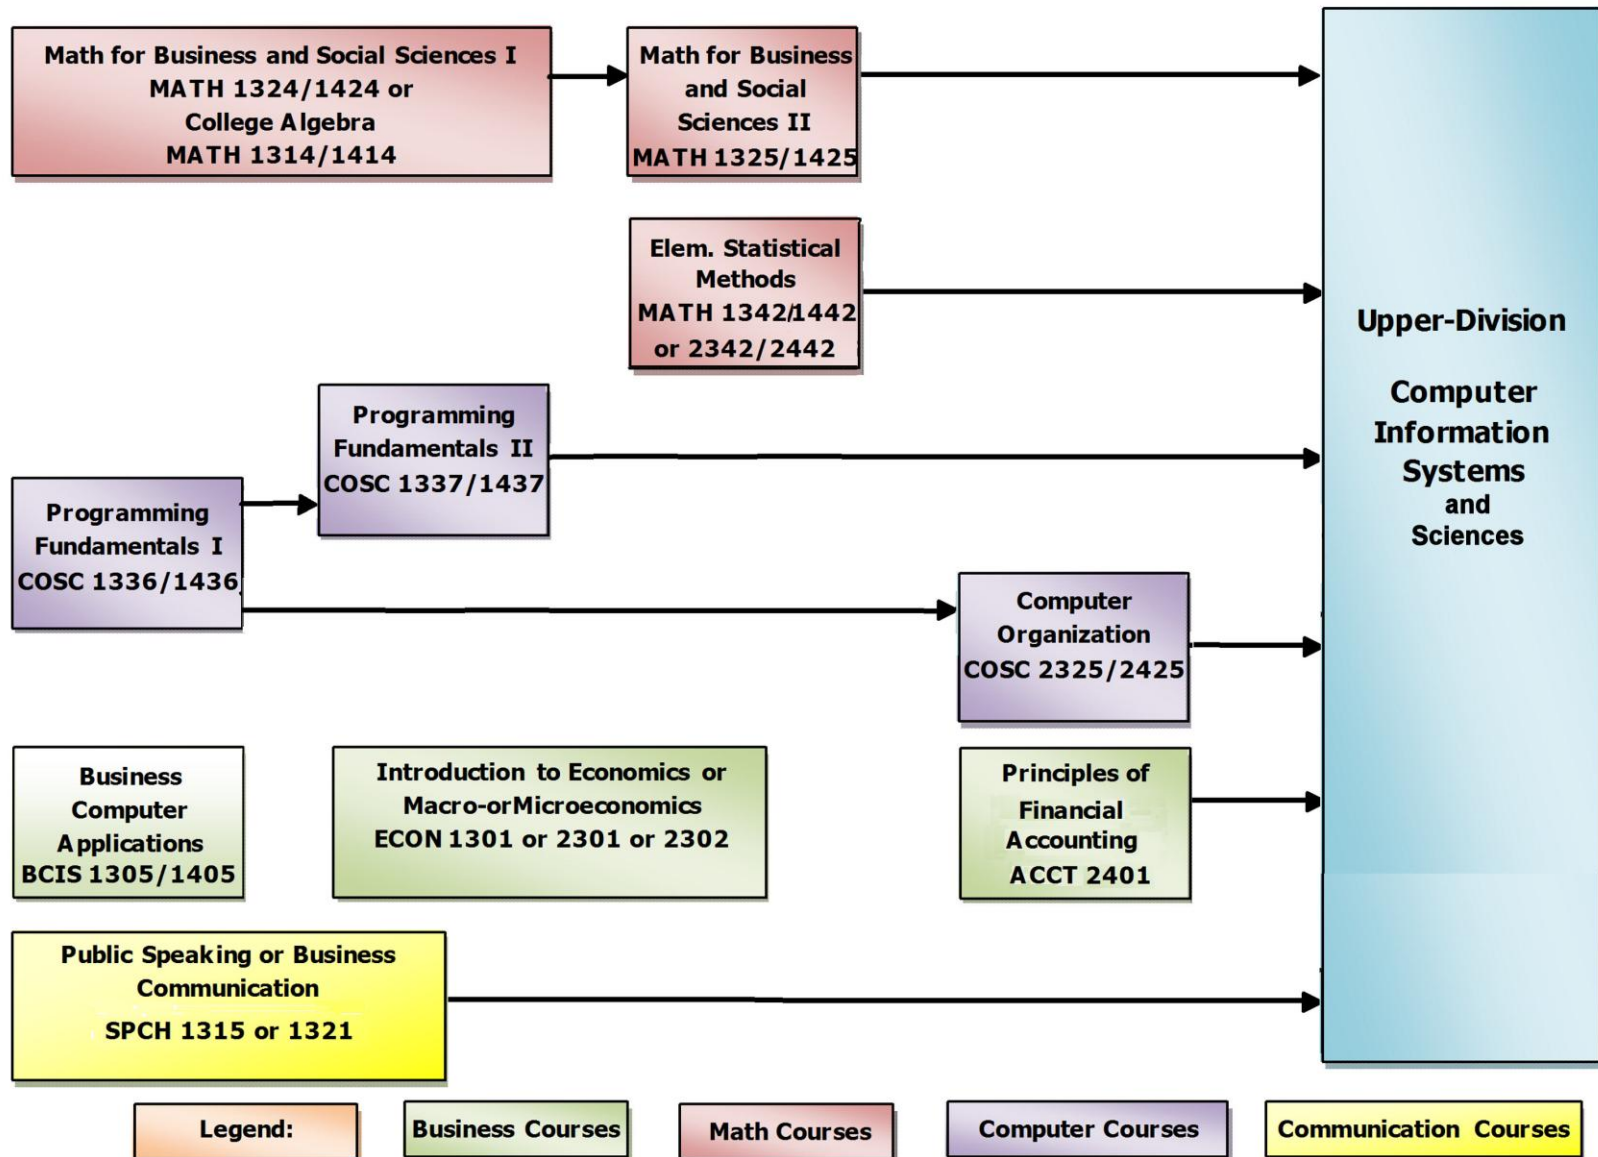 Math for Business and Social Sciences I
MATH 1324/1424 or
College Algebra
MATH 1314/1414
Math for Business
and Social
Sciences II
MATH 1325/1425
Elem. Statistical
Methods
MATH 1342/1442
or 2342/2442
Programming
Fundamentals II
COSC 1337/1437
Programming
Fundamentals I
COSC 1336/1436
Computer
Organization
COSC 2325/2425
Business
Computer
Applications
BCIS 1305/1405
Introduction to Economics or
Macro-orMicroeconomics
ECON 1301 or 2301 or 2302
Principles of
Financial
Accounting
ACCT 2401
Public Speaking or Business
Communication
SPCH 1315 or 1321
Upper-Division
Computer
Information
Systems
and
Sciences
Legend:
Business Courses
Math Courses
Computer Courses
Communication Courses